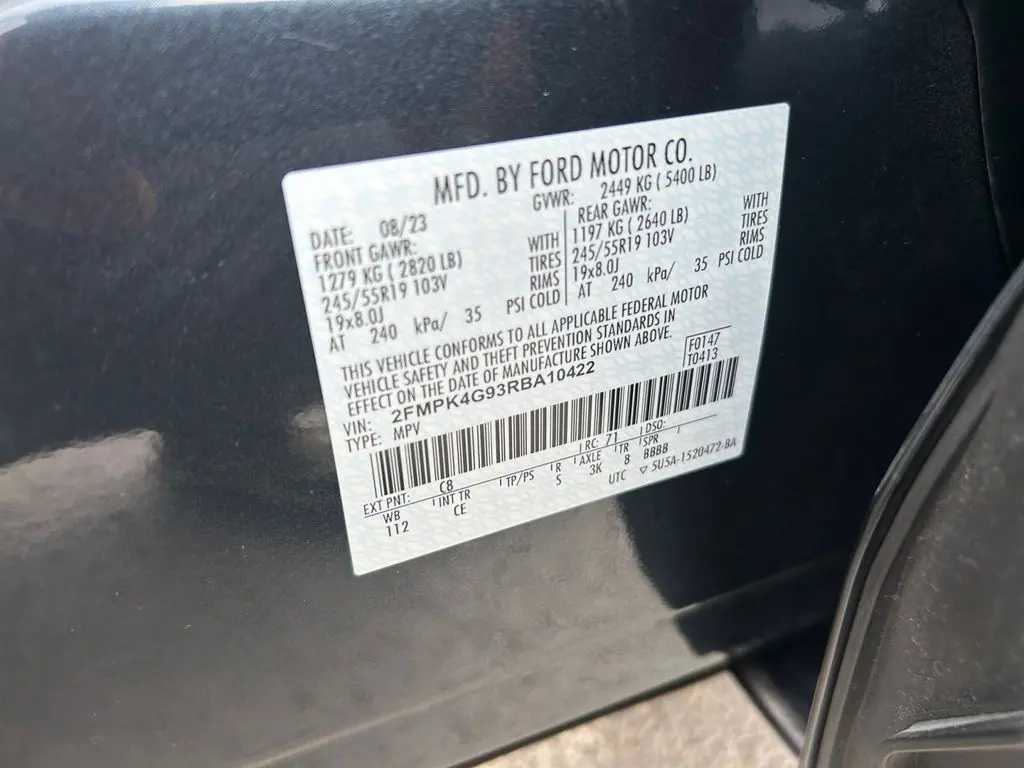 MFD. BY FORD MOTOR CO.
DATE: 08/23 GVWR: 2449 KG ( 5400 LB)
FRONT GAWR: REAR GAWR:
1279 KG ( 2820 LB) WITH 1197 KG ( 2640 LB) WITH
245/55R19 103V TIRES 245/55R19 103V TIRES
19x8.0J RIMS 19x8.0J RIMS
AT 240 kPa/ 35 PSI COLD AT 240 kPa/ 35 PSI COLD
THIS VEHICLE CONFORMS TO ALL APPLICABLE FEDERAL MOTOR
VEHICLE SAFETY AND THEFT PREVENTION STANDARDS IN
EFFECT ON THE DATE OF MANUFACTURE SHOWN ABOVE.
VIN: 2FMPK4G93RBA10422 F0147
TYPE: MPV T0413
EXT PNT: C8 RC: 71 DSO:
WB INT TR TP/PS R AXLE TR SPR
112 CE S 3K 8 BBBB
UTC ▽ 5U5A-1520472-BA